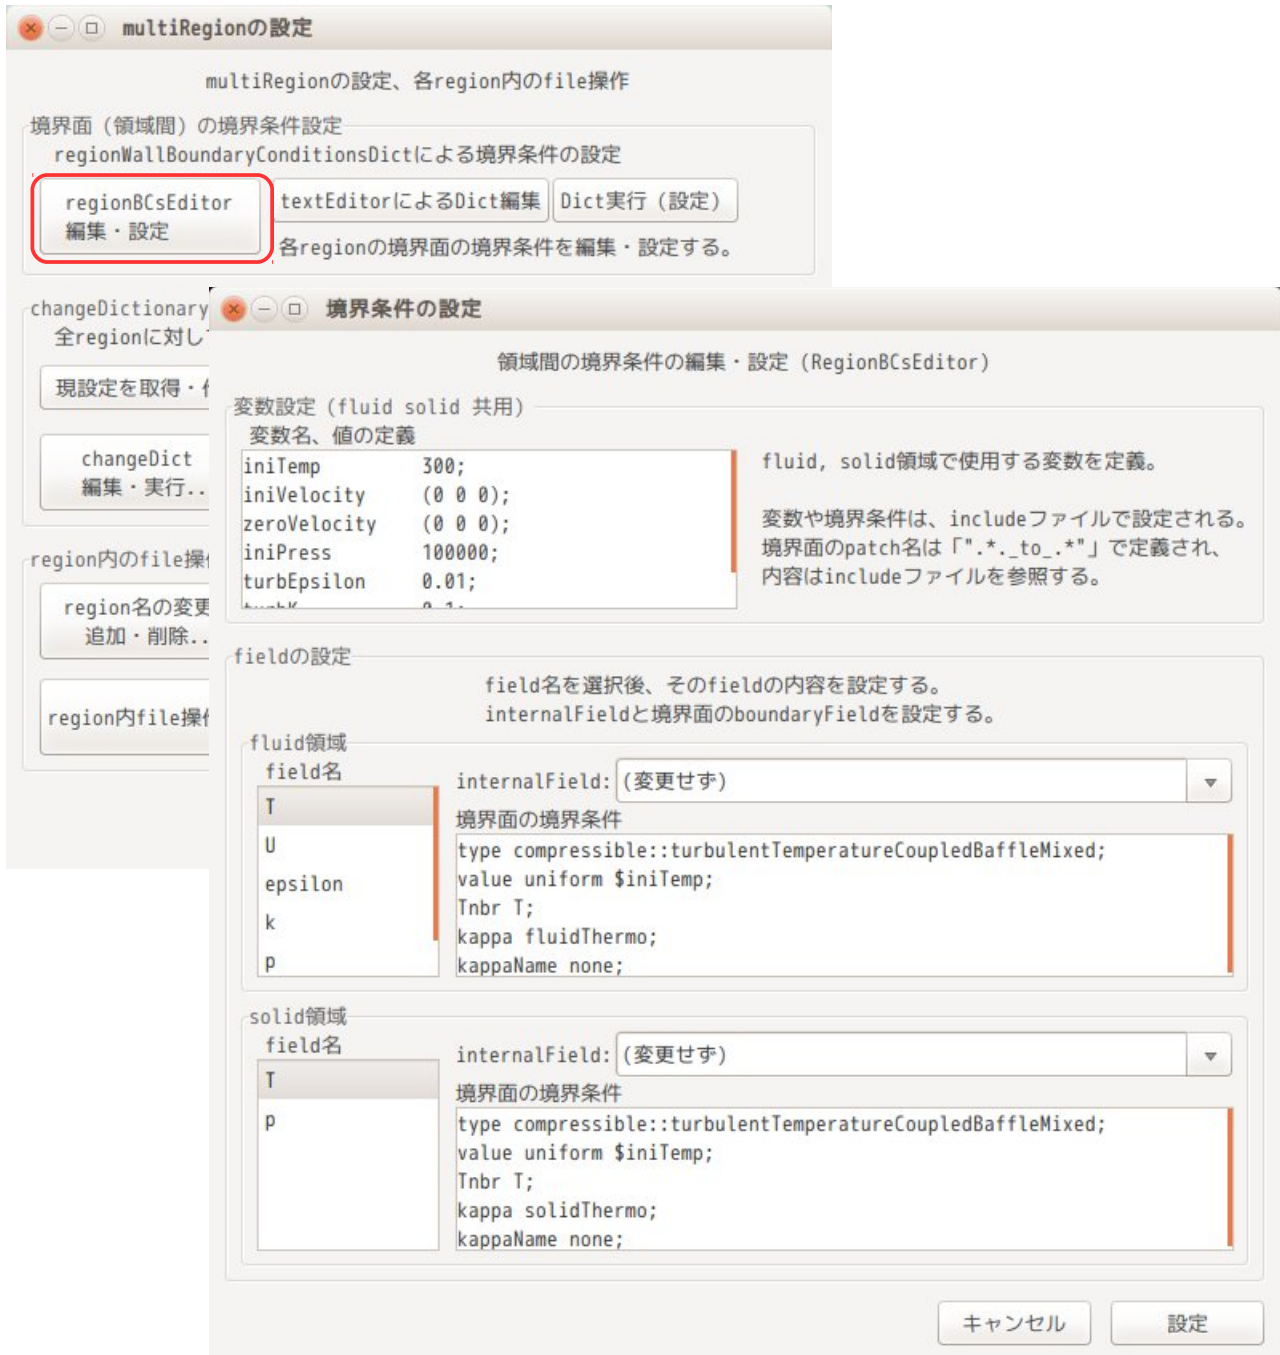 multiRegionの設定
multiRegionの設定、各region内のfile操作
境界面（領域間）の境界条件設定
regionWallBoundaryConditionsDictによる境界条件の設定
regionBCsEditor
編集・設定
textEditorによるDict編集
Dict実行（設定）
各regionの境界面の境界条件を編集・設定する。
changeDictionary
全regionに対し
現設定を取得・
changeDict
編集・実行..
region内のfile操
region名の変更
追加・削除..
region内file操
境界条件の設定
領域間の境界条件の編集・設定（RegionBCsEditor）
変数設定（fluid solid 共用）
変数名、値の定義
iniTemp 300;
iniVelocity (0 0 0);
zeroVelocity (0 0 0);
iniPress 100000;
turbEpsilon 0.01;
fluid, solid領域で使用する変数を定義。
変数や境界条件は、includeファイルで設定される。
境界面のpatch名は「".*._to_.*"」で定義され、
内容はincludeファイルを参照する。
fieldの設定
field名を選択後、そのfieldの内容を設定する。
internalFieldと境界面のboundaryFieldを設定する。
fluid領域
field名
T
U
epsilon
k
p
internalField: (変更せず)
境界面の境界条件
type compressible::turbulentTemperatureCoupledBaffleMixed;
value uniform $iniTemp;
Tnbr T;
kappa fluidThermo;
kappaName none;
solid領域
field名
T
p
internalField: (変更せず)
境界面の境界条件
type compressible::turbulentTemperatureCoupledBaffleMixed;
value uniform $iniTemp;
Tnbr T;
kappa solidThermo;
kappaName none;
キャンセル
設定